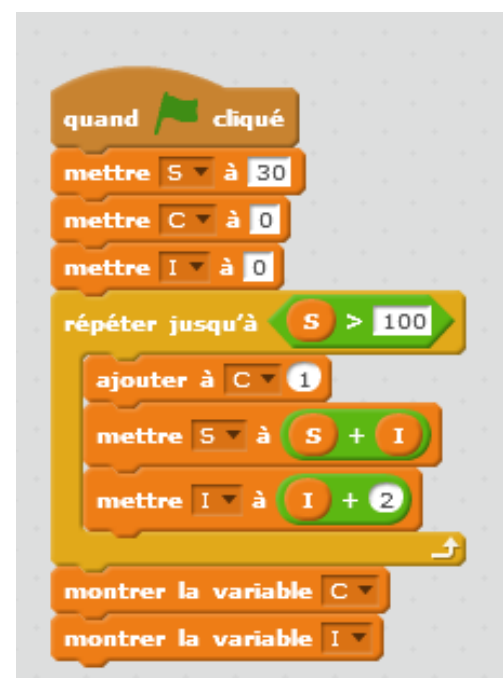 quand cliqué
mettre S à 30
mettre C à 0
mettre I à 0
répéter jusqu'à S > 100
ajouter à C 1
mettre S à S + I
mettre I à I + 2
montrer la variable C
montrer la variable I